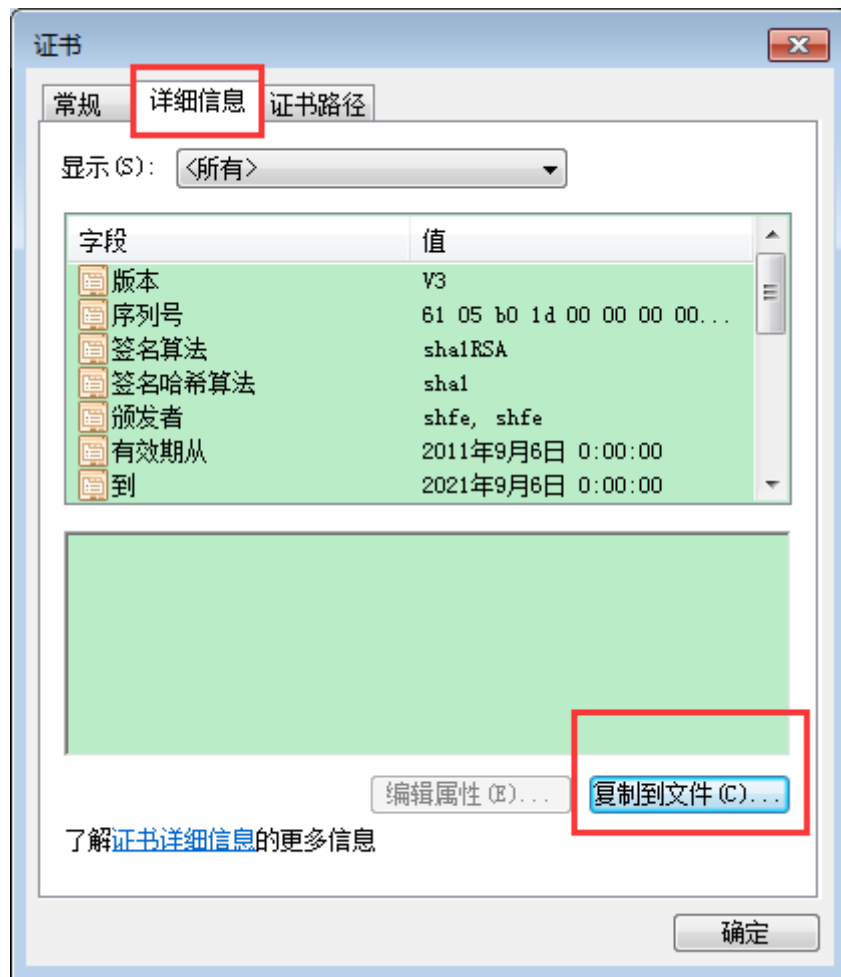 证书
常规 详细信息 证书路径
显示(S): <所有>
字段 值
版本 V3
序列号 61 05 b0 1d 00 00 00 00...
签名算法 sha1RSA
签名哈希算法 sha1
颁发者 shfe, shfe
有效期从 2011年9月6日 0:00:00
到 2021年9月6日 0:00:00
编辑属性(E)... 复制到文件(C)...
了解证书详细信息的更多信息
确定